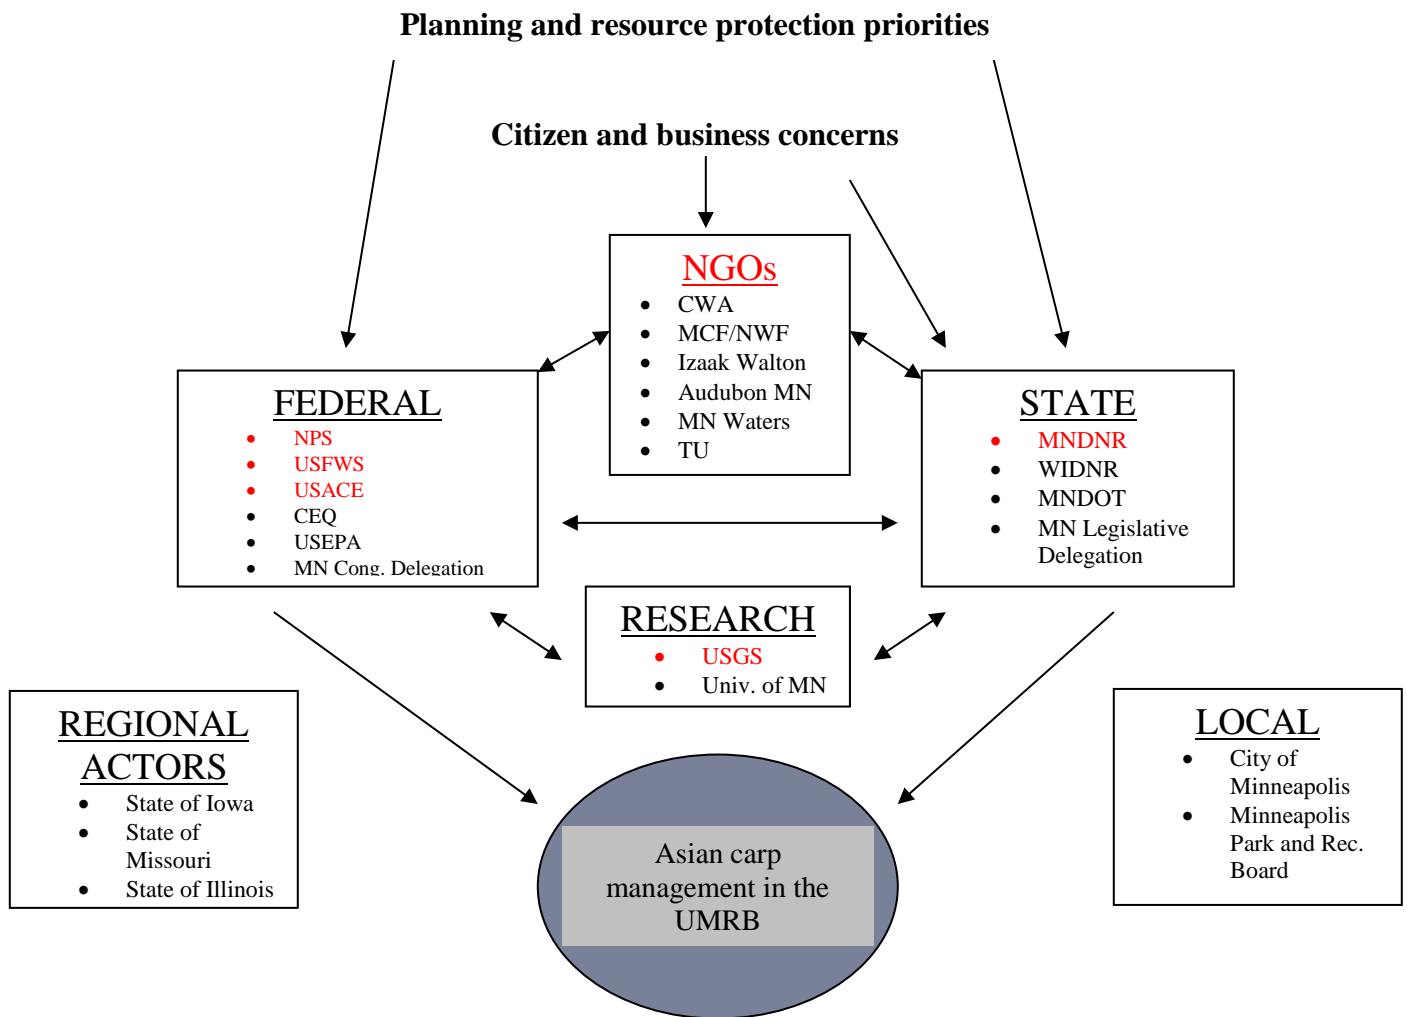 Planning and resource protection priorities
Citizen and business concerns
NGOs
• CWA
• MCF/NWF
• Izaak Walton
• Audubon MN
• MN Waters
• TU
FEDERAL
• NPS
• USFWS
• USACE
• CEQ
• USEPA
• MN Cong. Delegation
STATE
• MNDNR
• WIDNR
• MNDOT
• MN Legislative
Delegation
RESEARCH
• USGS
• Univ. of MN
REGIONAL
ACTORS
• State of Iowa
• State of
Missouri
• State of Illinois
LOCAL
• City of
Minneapolis
• Minneapolis
Park and Rec.
Board
Asian carp
management in the
UMRB